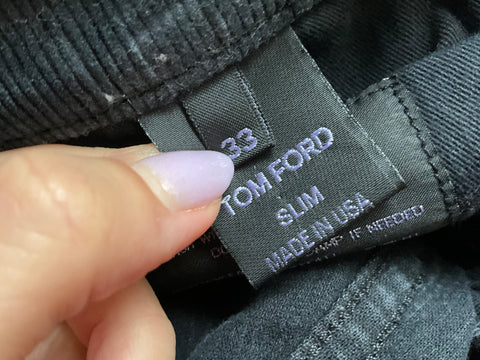 33
TOM FORD
SLIM
MADE IN USA
IF NEEDED